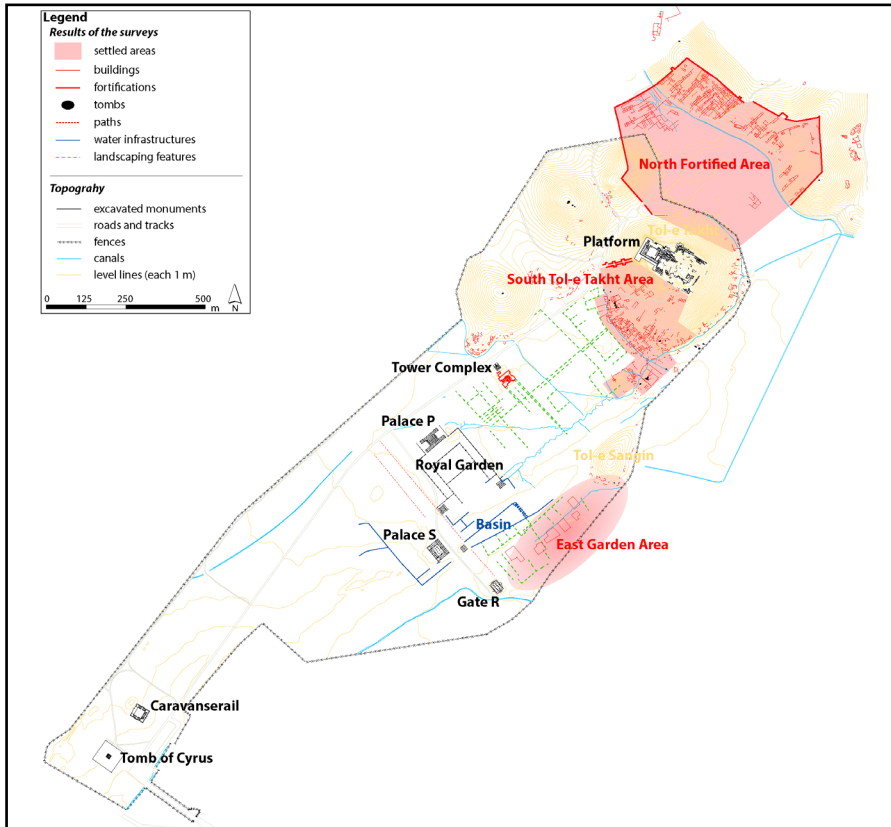 Legend
Results of the surveys
settled areas
buildings
fortifications
tombs
paths
water infrastructures
landscaping features
Topograhy
excavated monuments
roads and tracks
fences
canals
level lines (each 1 m)
0 125 250 500
m
N
North Fortified Area
Platform
South Tol-e Takht Area
Tower Complex
Palace P
Royal Garden
Tol-e Sangin
Basin
Palace S
East Garden Area
Gate R
Caravanserail
Tomb of Cyrus